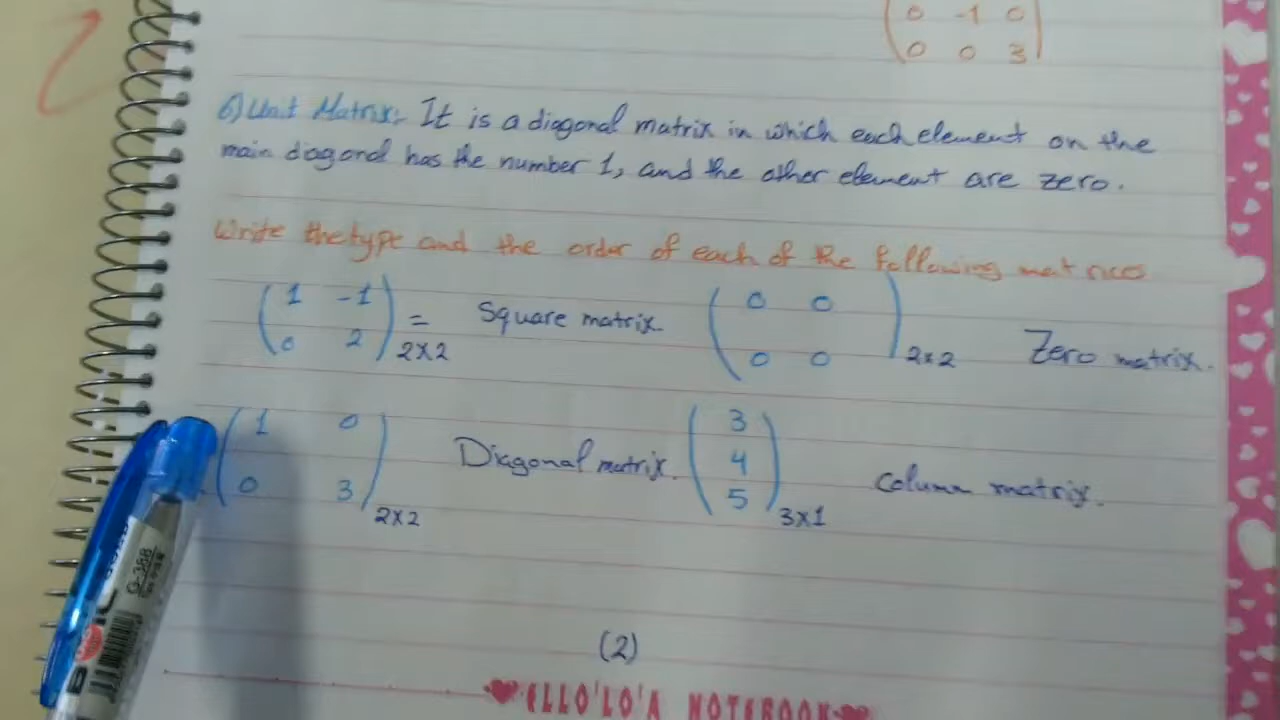 0 -1 0
0 0 3
6) Unit Matrix: It is a diagonal matrix in which each element on the
main diagonal has the number 1, and the other element are zero.
Write the type and the order of each of the following matrices
1 -1
0 2 2x2 = Square matrix.
0 0
0 0 2x2 Zero matrix.
1 0
0 3 2x2 Diagonal matrix.
3
4
5 3x1 Column matrix.
G-388
(2)
ELLO'LO'A NOTEBOOK